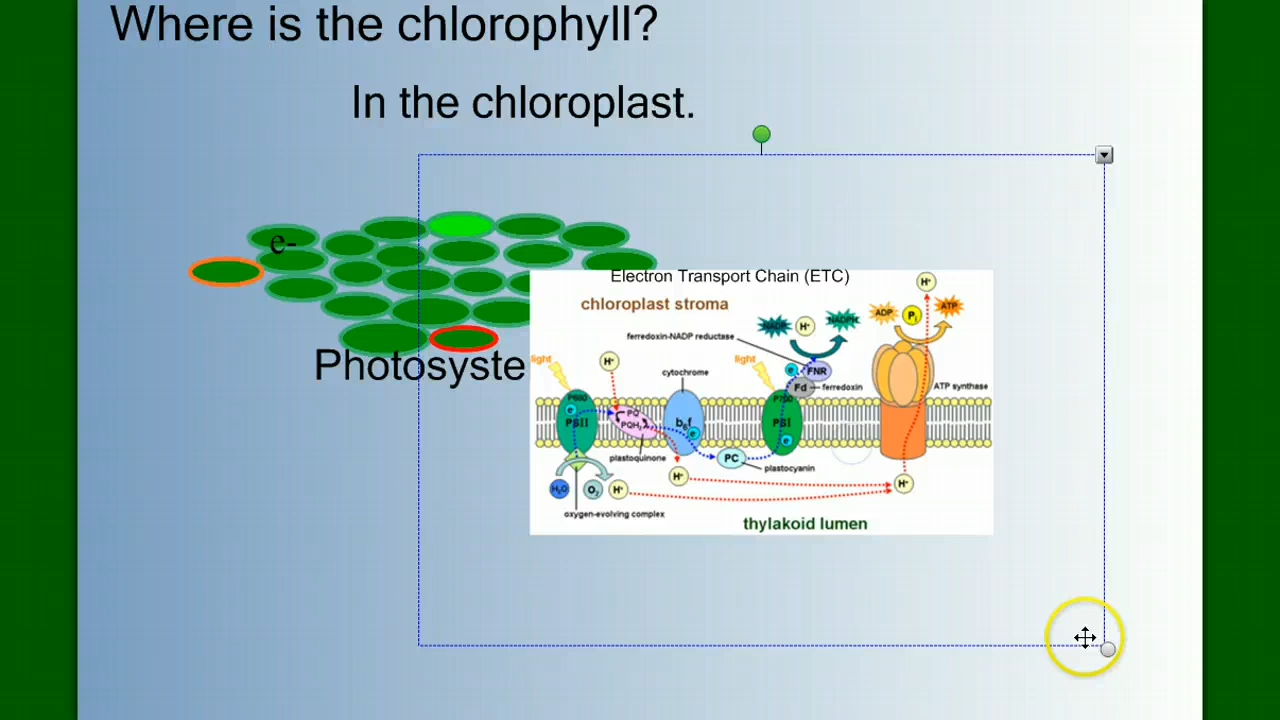 Where is the chlorophyll?
In the chloroplast.
e-
Photosyste
Electron Transport Chain (ETC)
chloroplast stroma
ferredoxin-NADP reductase
NADP
H+
NADPH
ADP
Pi
ATP
H+
light
H+
cytochrome
light
e-
FNR
Fd
ferredoxin
ATP synthase
P680
e-
PSII
PQ
PQH2
b6f
e-
P700
PSI
e-
plastoquinone
PC
plastocyanin
H2O
O2
H+
H+
H+
oxygen-evolving complex
thylakoid lumen